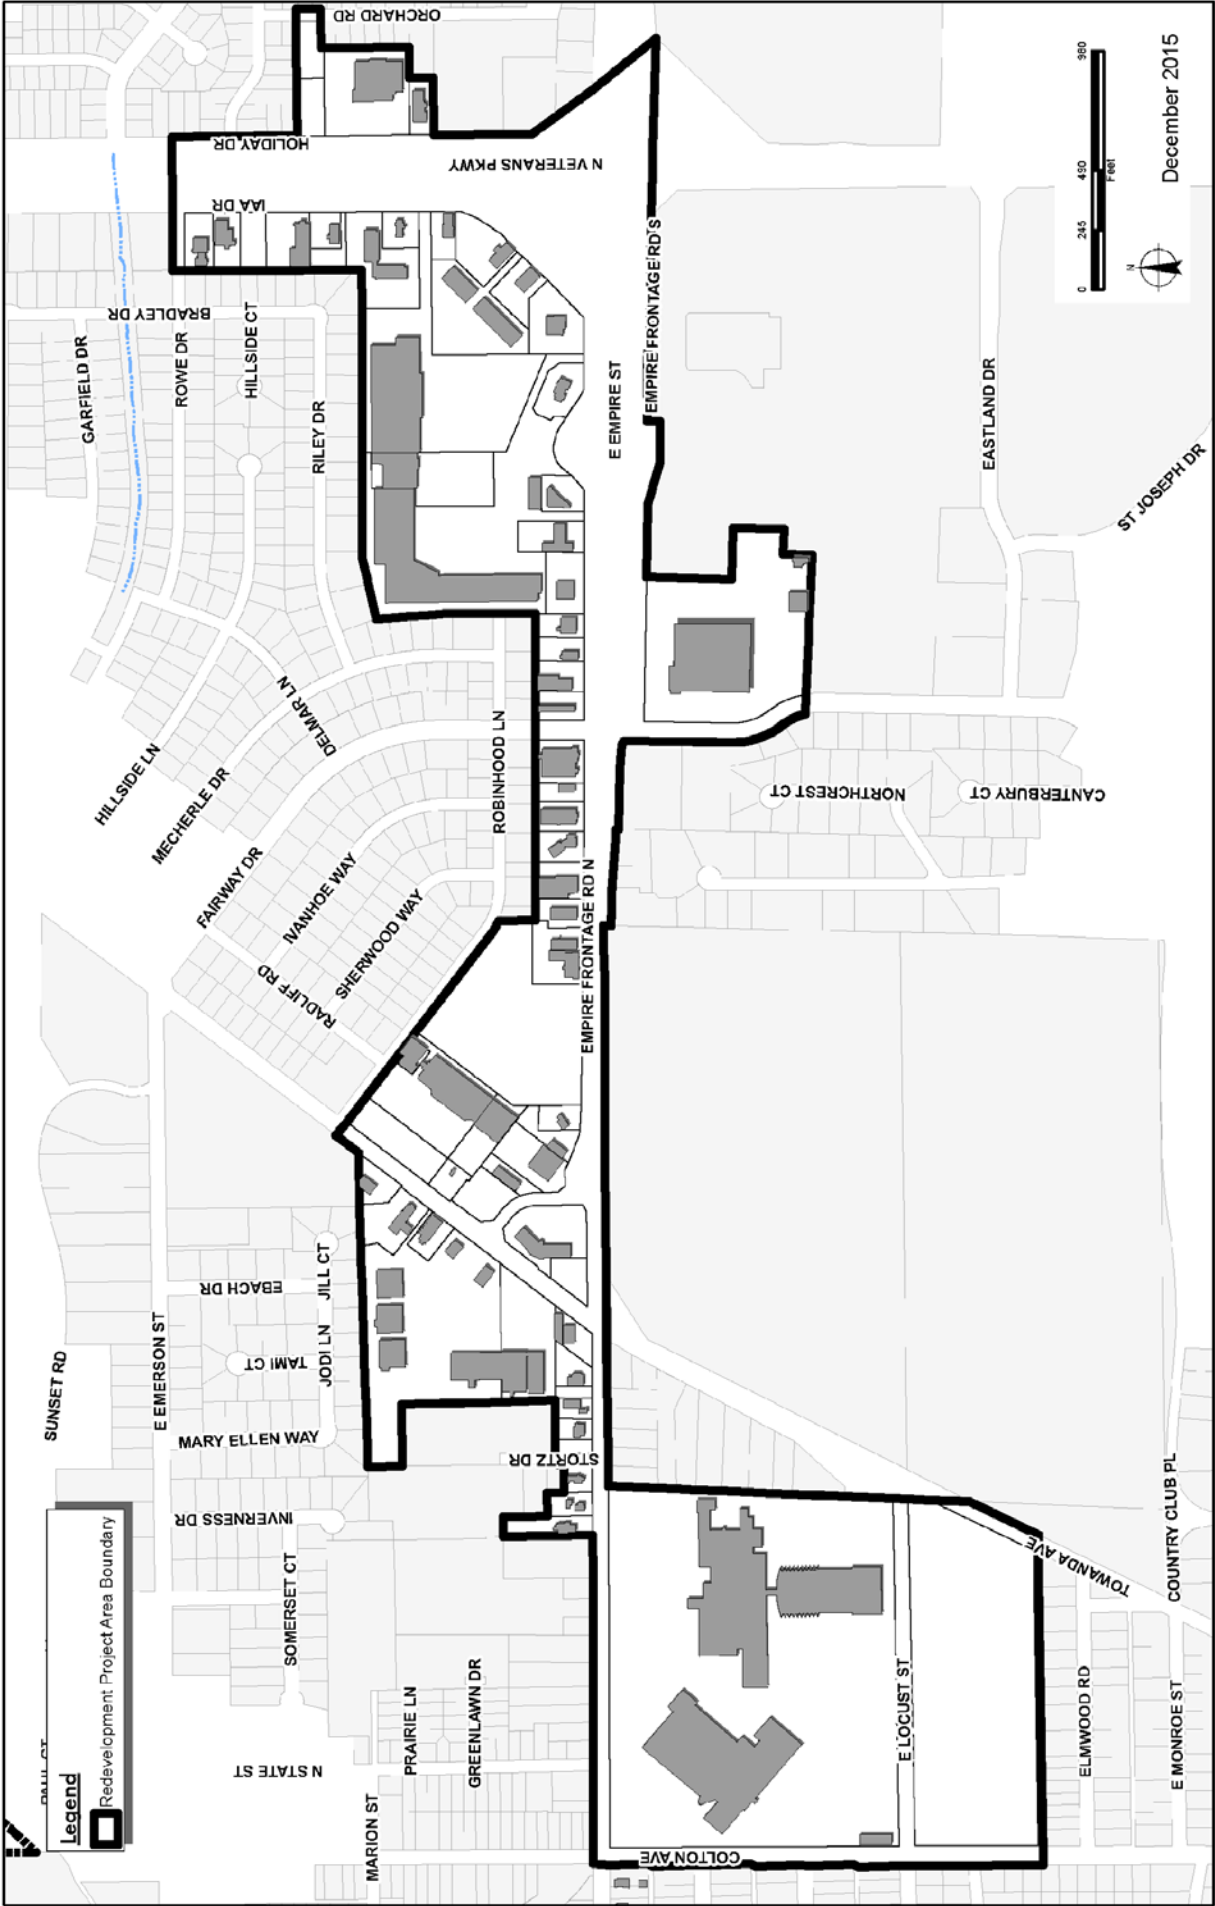 Legend
Redevelopment Project Area Boundary
SUNSET RD
E EMERSON ST
EBACH DR
JILL CT
TAMI CT
JODI LN
MARY ELLEN WAY
INVERNESS DR
SOMERSET CT
N STATE ST
PRAIRIE LN
GREENLAWN DR
MARION ST
STORTZ DR
COLTON AVE
E LOCUST ST
TOWANDA AVE
ELMWOOD RD
E MONROE ST
COUNTRY CLUB PL
HILLSIDE LN
MECHERLE DR
DELMAR LN
FAIRWAY DR
IVANHOE WAY
SHERWOOD WAY
RADLIFF RD
ROBINHOOD LN
EMPIRE FRONTAGE RD N
NORTHCREST CT
CANTERBURY CT
GARFIELD DR
BRADLEY DR
ROWE DR
HILLSIDE CT
RILEY DR
E EMPIRE ST
EMPIRE FRONTAGE RD S
EASTLAND DR
ST JOSEPH DR
IAA DR
HOLIDAY DR
N VETERANS PKWY
ORCHARD RD
0 245 490 980
Feet
N
December 2015